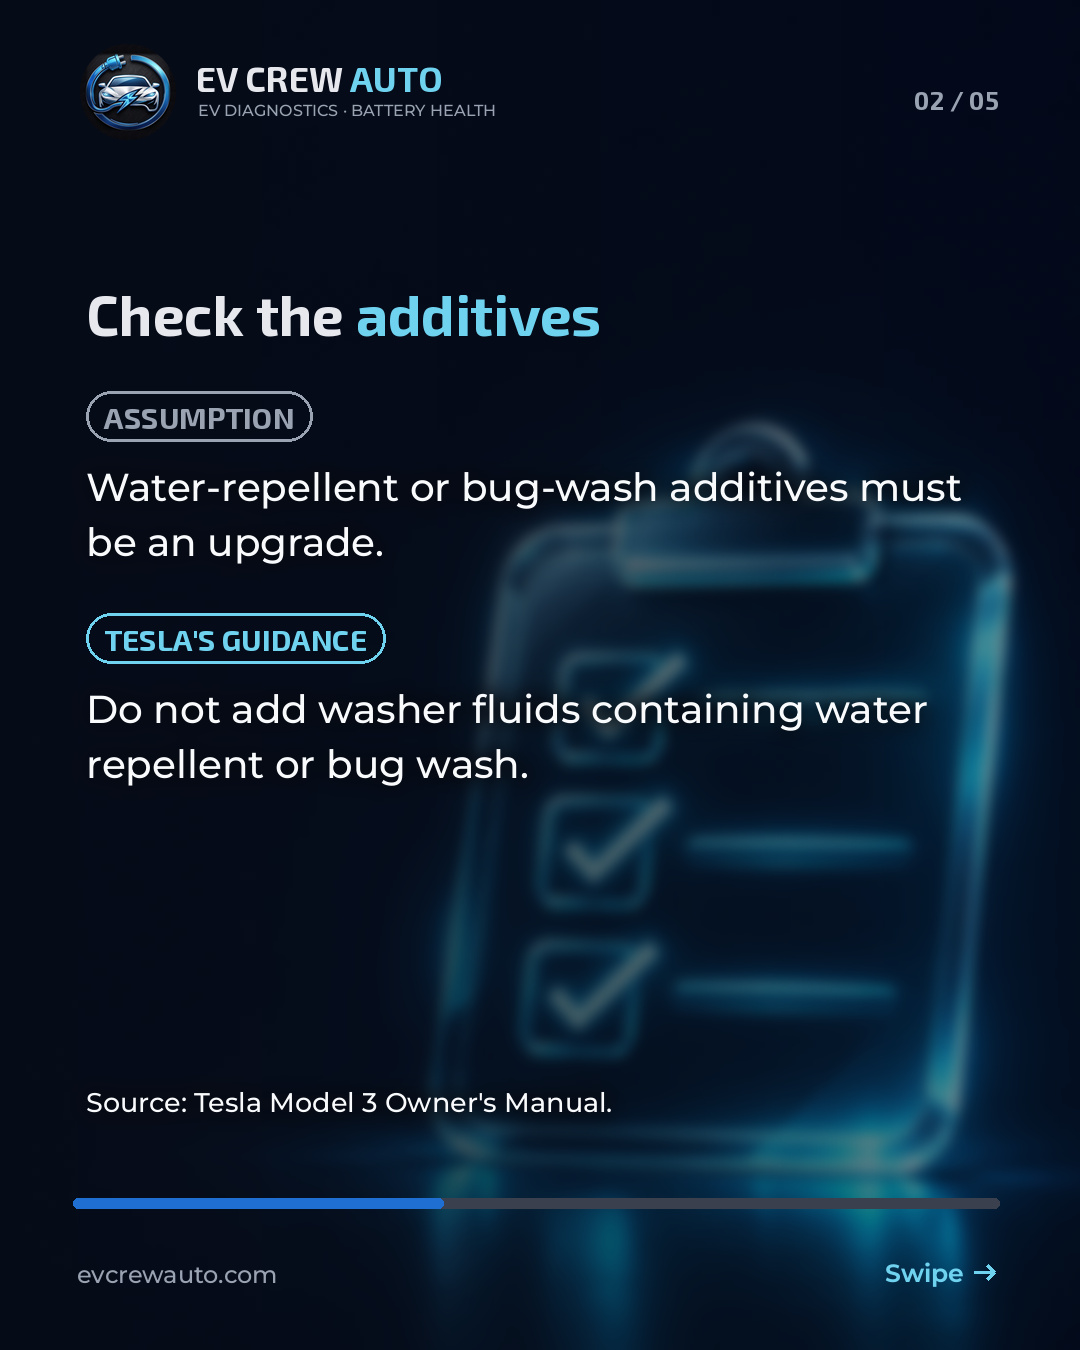 EV CREW AUTO
EV DIAGNOSTICS · BATTERY HEALTH
02 / 05
Check the additives
ASSUMPTION
Water-repellent or bug-wash additives must
be an upgrade.
TESLA'S GUIDANCE
Do not add washer fluids containing water
repellent or bug wash.
Source: Tesla Model 3 Owner's Manual.
evcrewauto.com
Swipe →